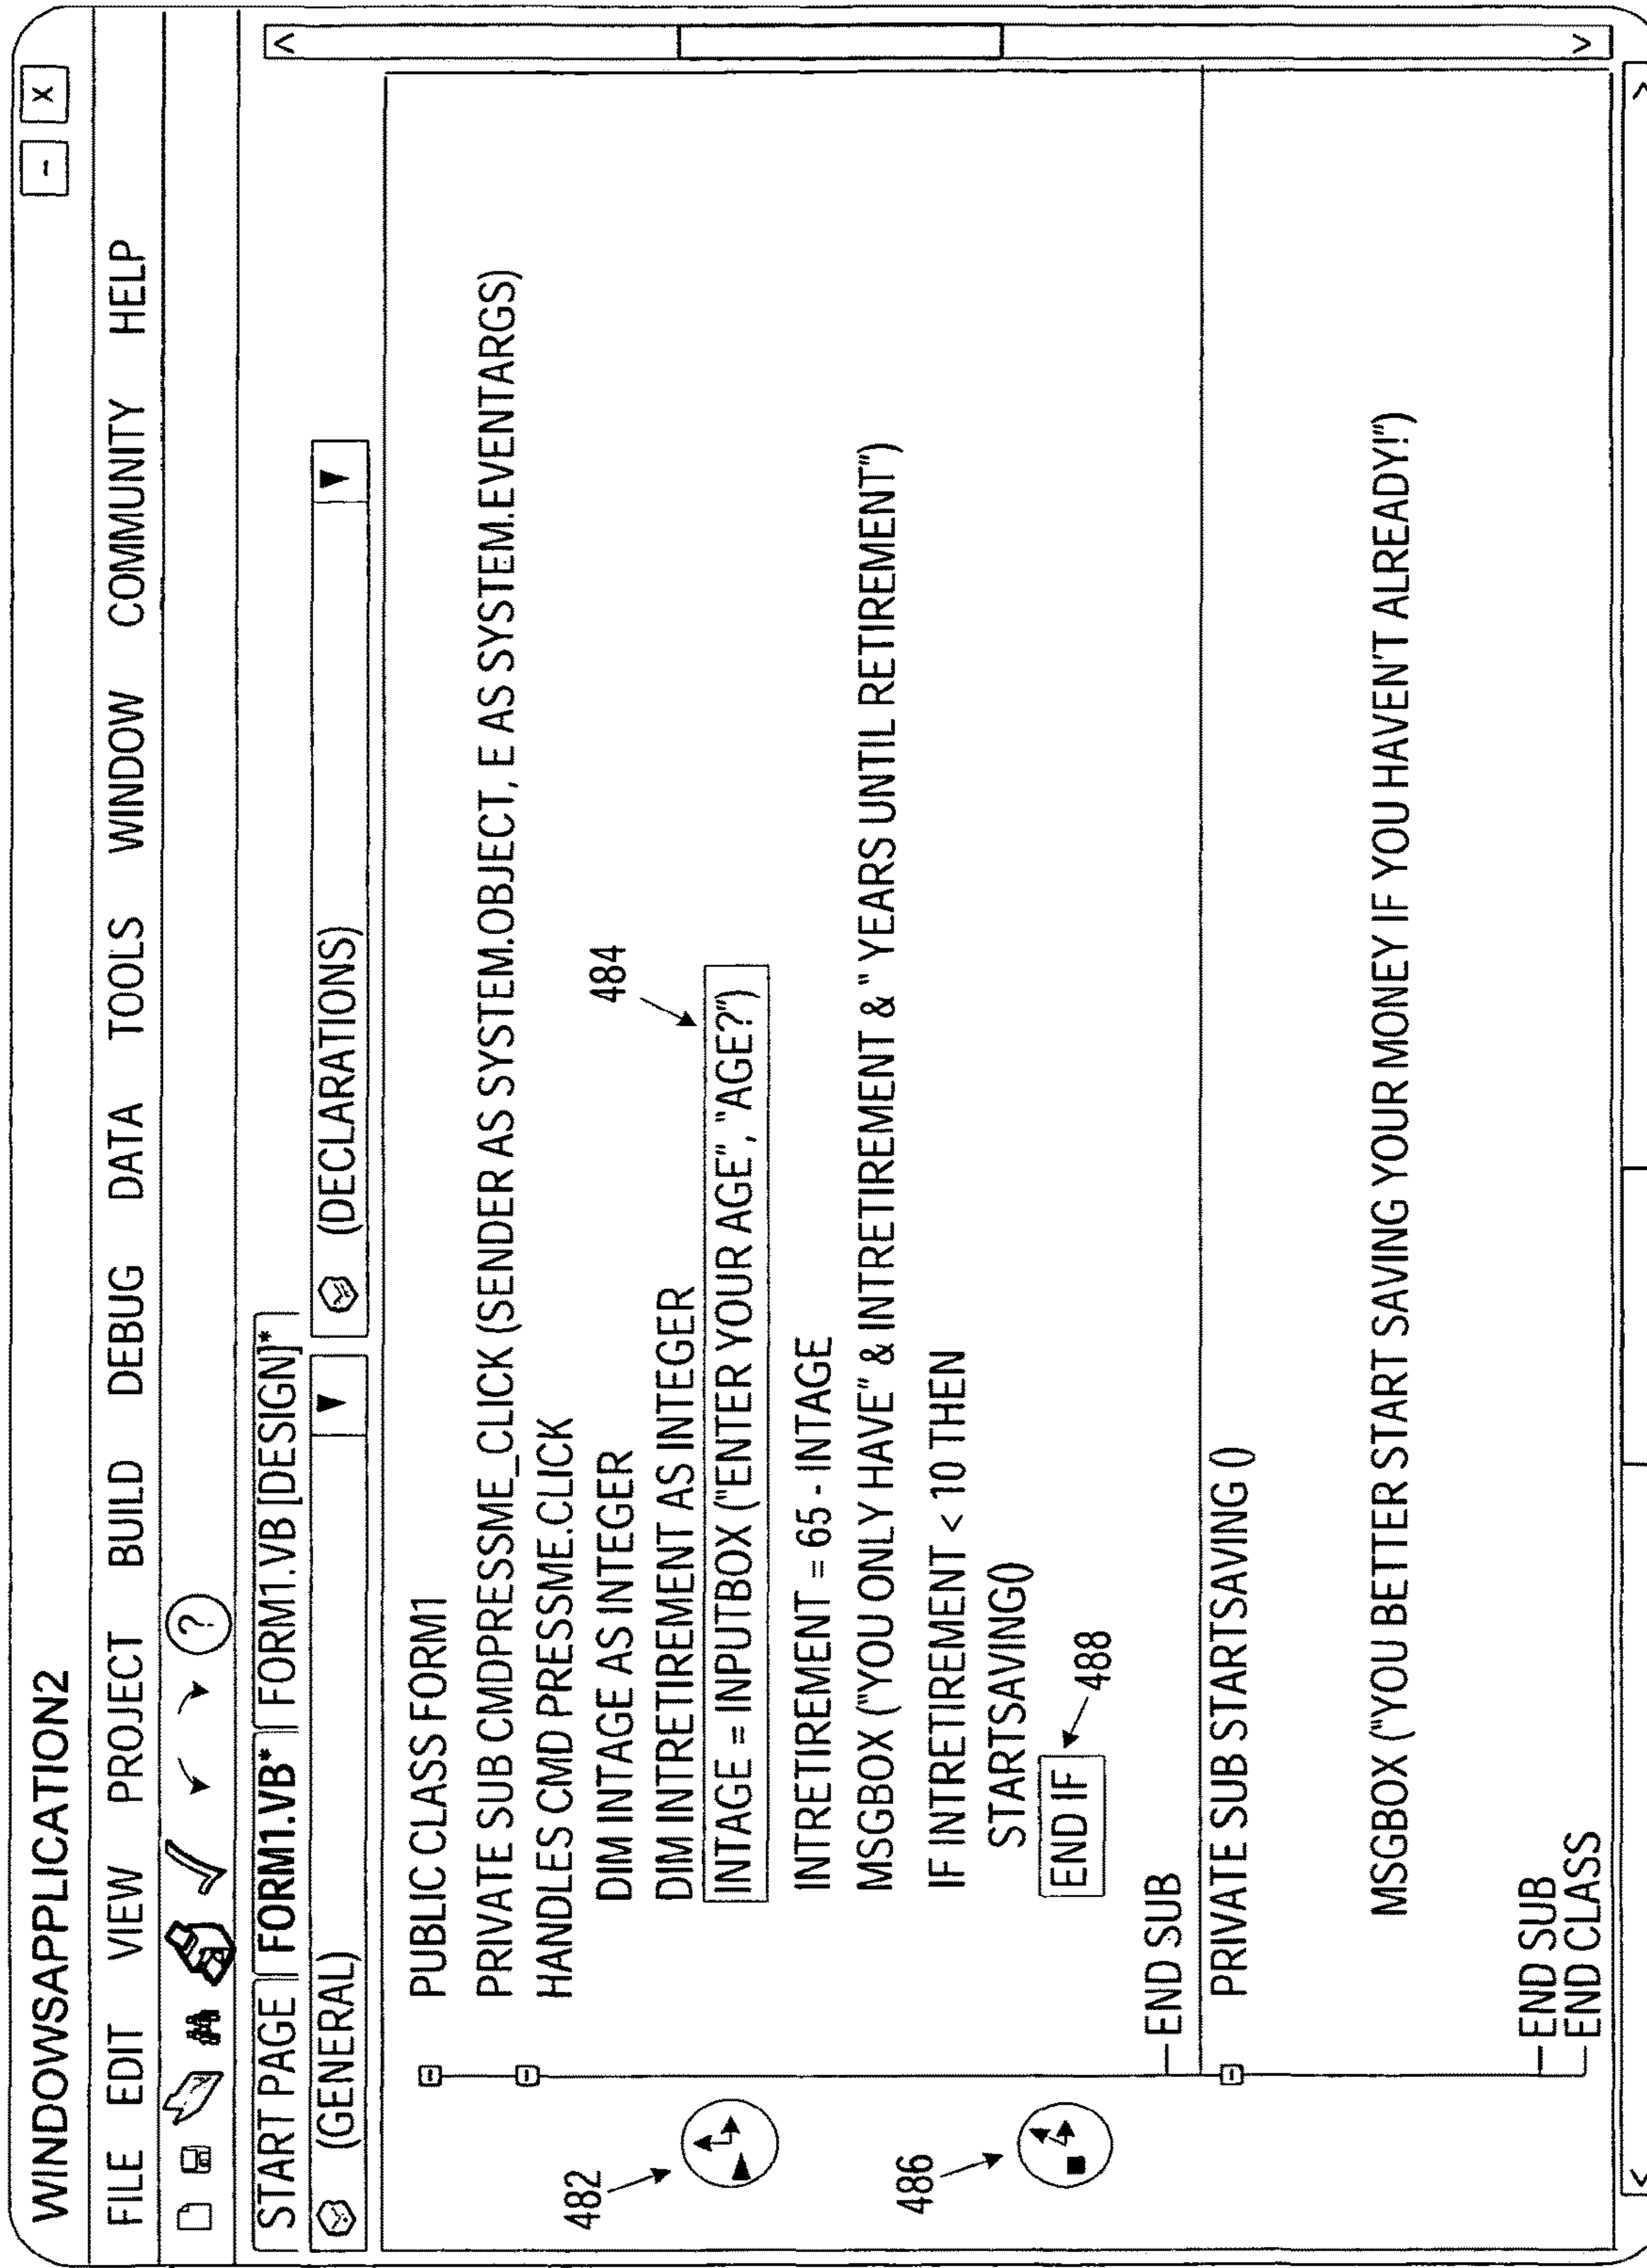 WINDOWSAPPLICATION2
- X
FILE EDIT VIEW PROJECT BUILD DEBUG DATA TOOLS WINDOW COMMUNITY HELP
?
START PAGE FORM1.VB* FORM1.VB [DESIGN]*
(GENERAL) (DECLARATIONS)
PUBLIC CLASS FORM1
PRIVATE SUB CMDPRESSME_CLICK (SENDER AS SYSTEM.OBJECT, E AS SYSTEM.EVENTARGS)
HANDLES CMD PRESSME.CLICK
DIM INTAGE AS INTEGER
484
DIM INTRETIREMENT AS INTEGER
482
INTAGE = INPUTBOX ("ENTER YOUR AGE", "AGE?")
INTRETIREMENT = 65 - INTAGE
MSGBOX ("YOU ONLY HAVE" & INTRETIREMENT & " YEARS UNTIL RETIREMENT")
IF INTRETIREMENT < 10 THEN
486
STARTSAVING()
END IF 488
END SUB
PRIVATE SUB STARTSAVING ()
MSGBOX ("YOU BETTER START SAVING YOUR MONEY IF YOU HAVEN'T ALREADY!")
END SUB
END CLASS